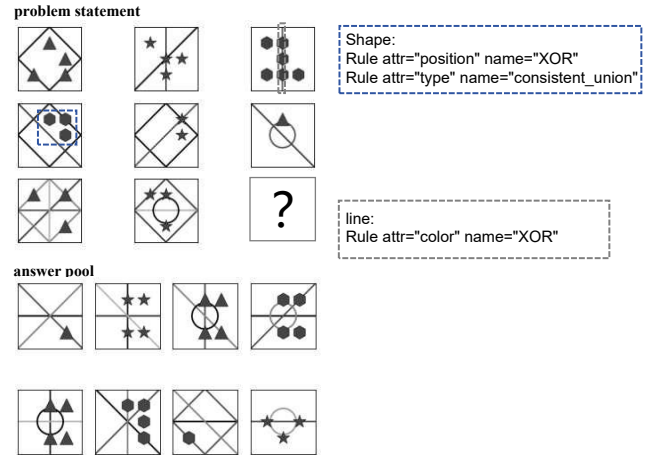 problem statement
Shape:
Rule attr="position" name="XOR"
Rule attr="type" name="consistent_union"
?
line:
Rule attr="color" name="XOR"
answer pool